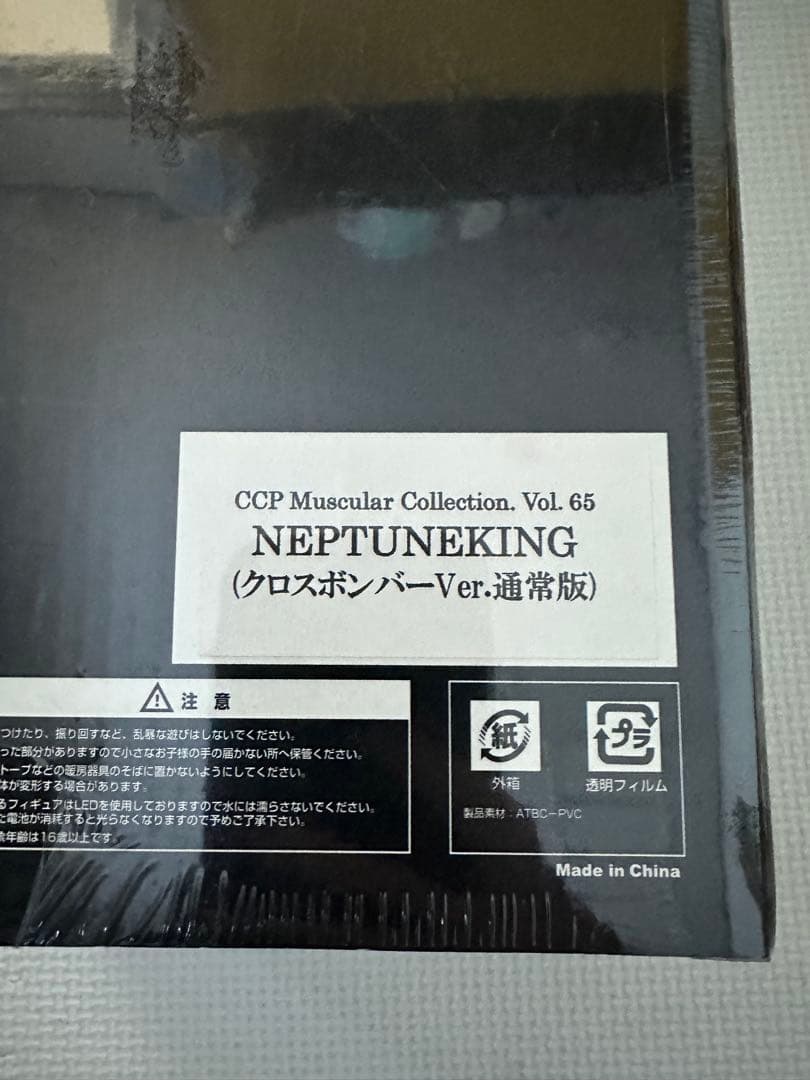 CCP Muscular Collection. Vol. 65
NEPTUNEKING
(クロスボンバーVer.通常版)
注 意
つけたり、振り回すなど、乱暴な遊びはしないでください。
った部分がありますので小さなお子様の手の届かない所へ保管ください。
トーブなどの暖房器具のそばに置かないようにしてください。
体が変形する場合があります。
るフィギュアはLEDを使用しておりますので水には濡らさないでください。
た電池が消耗すると光らなくなりますので予めご了承下さい。
象年齢は16歳以上です。
紙
外箱
プラ
透明フィルム
製品素材:ATBC-PVC
Made in China